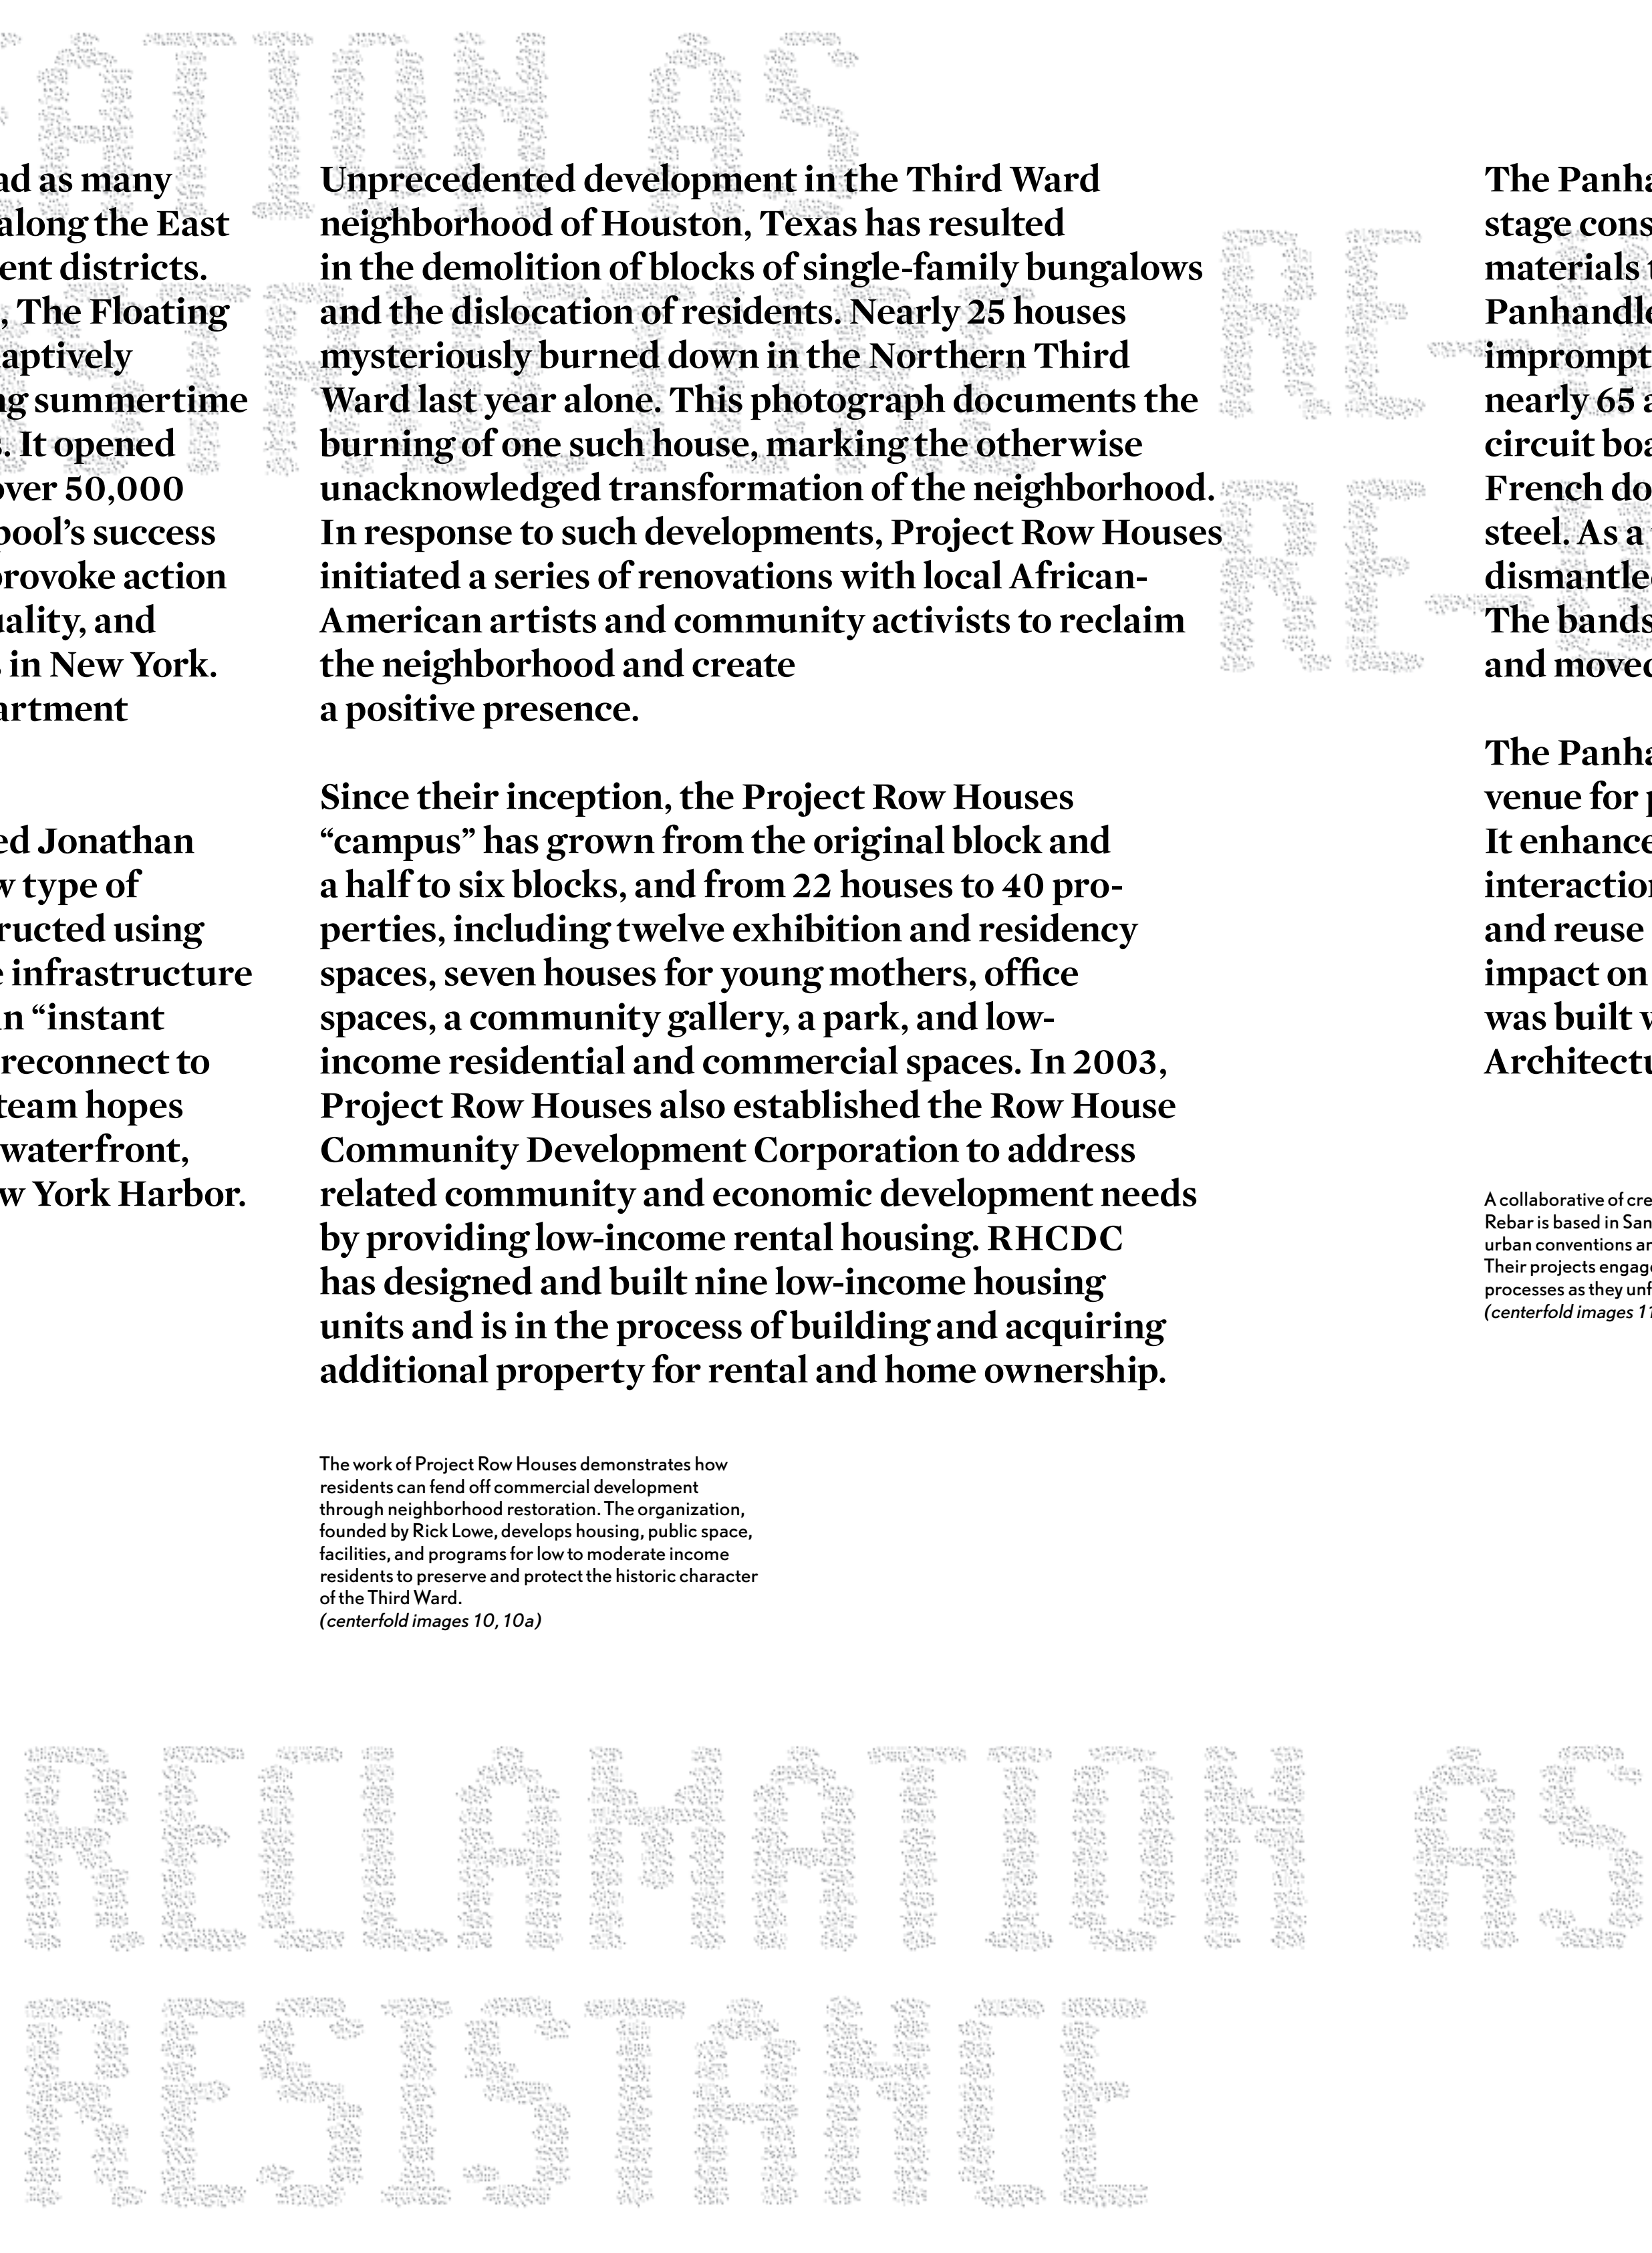 AS
ad as many
along the East
ent districts.
, The Floating
aptively
ng summertime
s. It opened
over 50,000
pool’s success
provoke action
uality, and
in New York.
artment
ed Jonathan
w type of
ructed using
e infrastructure
in “instant
reconnect to
team hopes
waterfront,
w York Harbor.
Unprecedented development in the Third Ward
neighborhood of Houston, Texas has resulted
in the demolition of blocks of single-family bungalows
and the dislocation of residents. Nearly 25 houses
mysteriously burned down in the Northern Third
Ward last year alone. This photograph documents the
burning of one such house, marking the otherwise
unacknowledged transformation of the neighborhood.
In response to such developments, Project Row Houses
initiated a series of renovations with local African-
American artists and community activists to reclaim
the neighborhood and create
a positive presence.
Since their inception, the Project Row Houses
“campus” has grown from the original block and
a half to six blocks, and from 22 houses to 40 pro-
perties, including twelve exhibition and residency
spaces, seven houses for young mothers, office
spaces, a community gallery, a park, and low-
income residential and commercial spaces. In 2003,
Project Row Houses also established the Row House
Community Development Corporation to address
related community and economic development needs
by providing low-income rental housing. RHCDC
has designed and built nine low-income housing
units and is in the process of building and acquiring
additional property for rental and home ownership.
The work of Project Row Houses demonstrates how
residents can fend off commercial development
through neighborhood restoration. The organization,
founded by Rick Lowe, develops housing, public space,
facilities, and programs for low to moderate income
residents to preserve and protect the historic character
of the Third Ward.
(centerfold images 10, 10a)
RE-
RE-
The Panha
stage cons
materials t
Panhandle
imprompt
nearly 65 a
circuit boa
French do
steel. As a
dismantled
The bands
and moved
The Panha
venue for p
It enhance
interaction
and reuse
impact on
was built w
Architectu
A collaborative of cre
Rebar is based in San
urban conventions an
Their projects engage
processes as they unf
(centerfold images 11
RECLAMATION AS
RESISTANCE